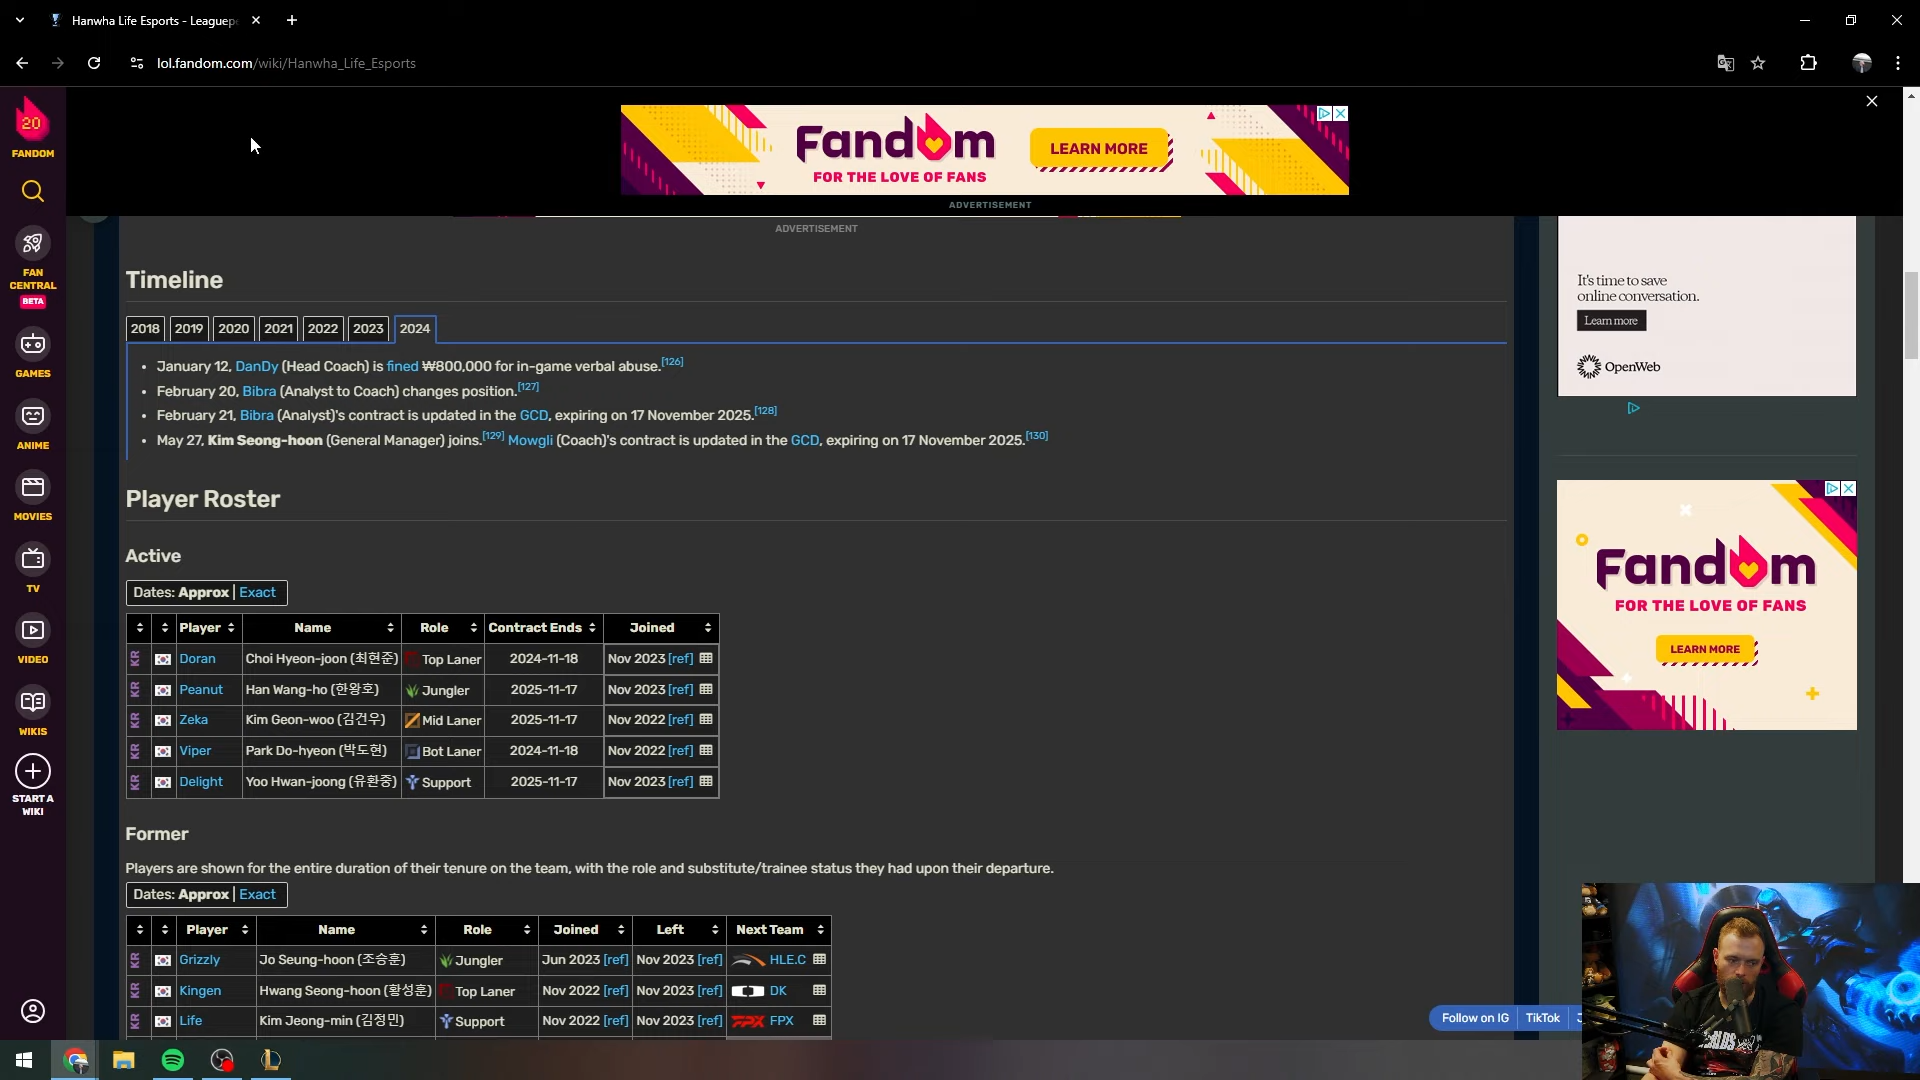 Hanwha Life Esports - Leaguepe
lol.fandom.com/wiki/Hanwha_Life_Esports
20
FANDOM
FAN CENTRAL
BETA
GAMES
ANIME
MOVIES
TV
VIDEO
WIKIS
START A WIKI
Fandom
FOR THE LOVE OF FANS
LEARN MORE
ADVERTISEMENT
ADVERTISEMENT
Timeline
2018 2019 2020 2021 2022 2023 2024
• January 12, DanDy (Head Coach) is fined ₩800,000 for in-game verbal abuse.[126]
• February 20, Bibra (Analyst to Coach) changes position.[127]
• February 21, Bibra (Analyst)'s contract is updated in the GCD, expiring on 17 November 2025.[128]
• May 27, Kim Seong-hoon (General Manager) joins.[129] Mowgli (Coach)'s contract is updated in the GCD, expiring on 17 November 2025.[130]
Player Roster
Active
Dates: Approx | Exact
Player Name Role Contract Ends Joined
KR Doran Choi Hyeon-joon (최현준) Top Laner 2024-11-18 Nov 2023 [ref]
KR Peanut Han Wang-ho (한왕호) Jungler 2025-11-17 Nov 2023 [ref]
KR Zeka Kim Geon-woo (김건우) Mid Laner 2025-11-17 Nov 2022 [ref]
KR Viper Park Do-hyeon (박도현) Bot Laner 2024-11-18 Nov 2022 [ref]
KR Delight Yoo Hwan-joong (유환중) Support 2025-11-17 Nov 2023 [ref]
Former
Players are shown for the entire duration of their tenure on the team, with the role and substitute/trainee status they had upon their departure.
Dates: Approx | Exact
Player Name Role Joined Left Next Team
KR Grizzly Jo Seung-hoon (조승훈) Jungler Jun 2023 [ref] Nov 2023 [ref] HLE.C
KR Kingen Hwang Seong-hoon (황성훈) Top Laner Nov 2022 [ref] Nov 2023 [ref] DK
KR Life Kim Jeong-min (김정민) Support Nov 2022 [ref] Nov 2023 [ref] FPX FPX
It's time to save
online conversation.
Learn more
OpenWeb
Fandom
FOR THE LOVE OF FANS
LEARN MORE
Follow on IG TikTok